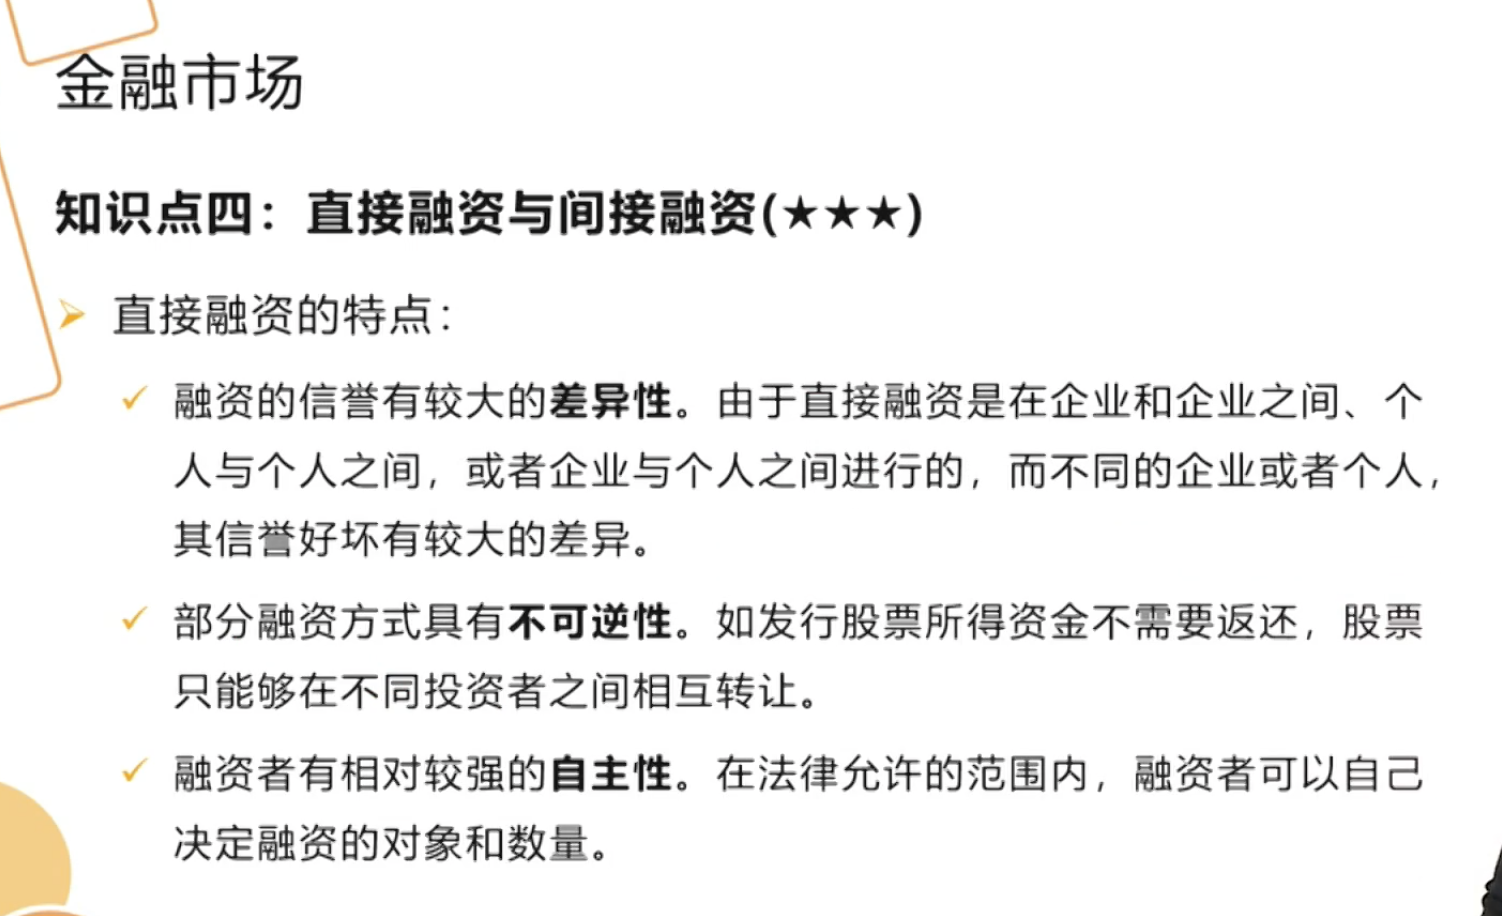 金融市场
知识点四：直接融资与间接融资(★★★)
直接融资的特点：
融资的信誉有较大的差异性。由于直接融资是在企业和企业之间、个
人与个人之间，或者企业与个人之间进行的，而不同的企业或者个人，
其信誉好坏有较大的差异。
部分融资方式具有不可逆性。如发行股票所得资金不需要返还，股票
只能够在不同投资者之间相互转让。
融资者有相对较强的自主性。在法律允许的范围内，融资者可以自己
决定融资的对象和数量。